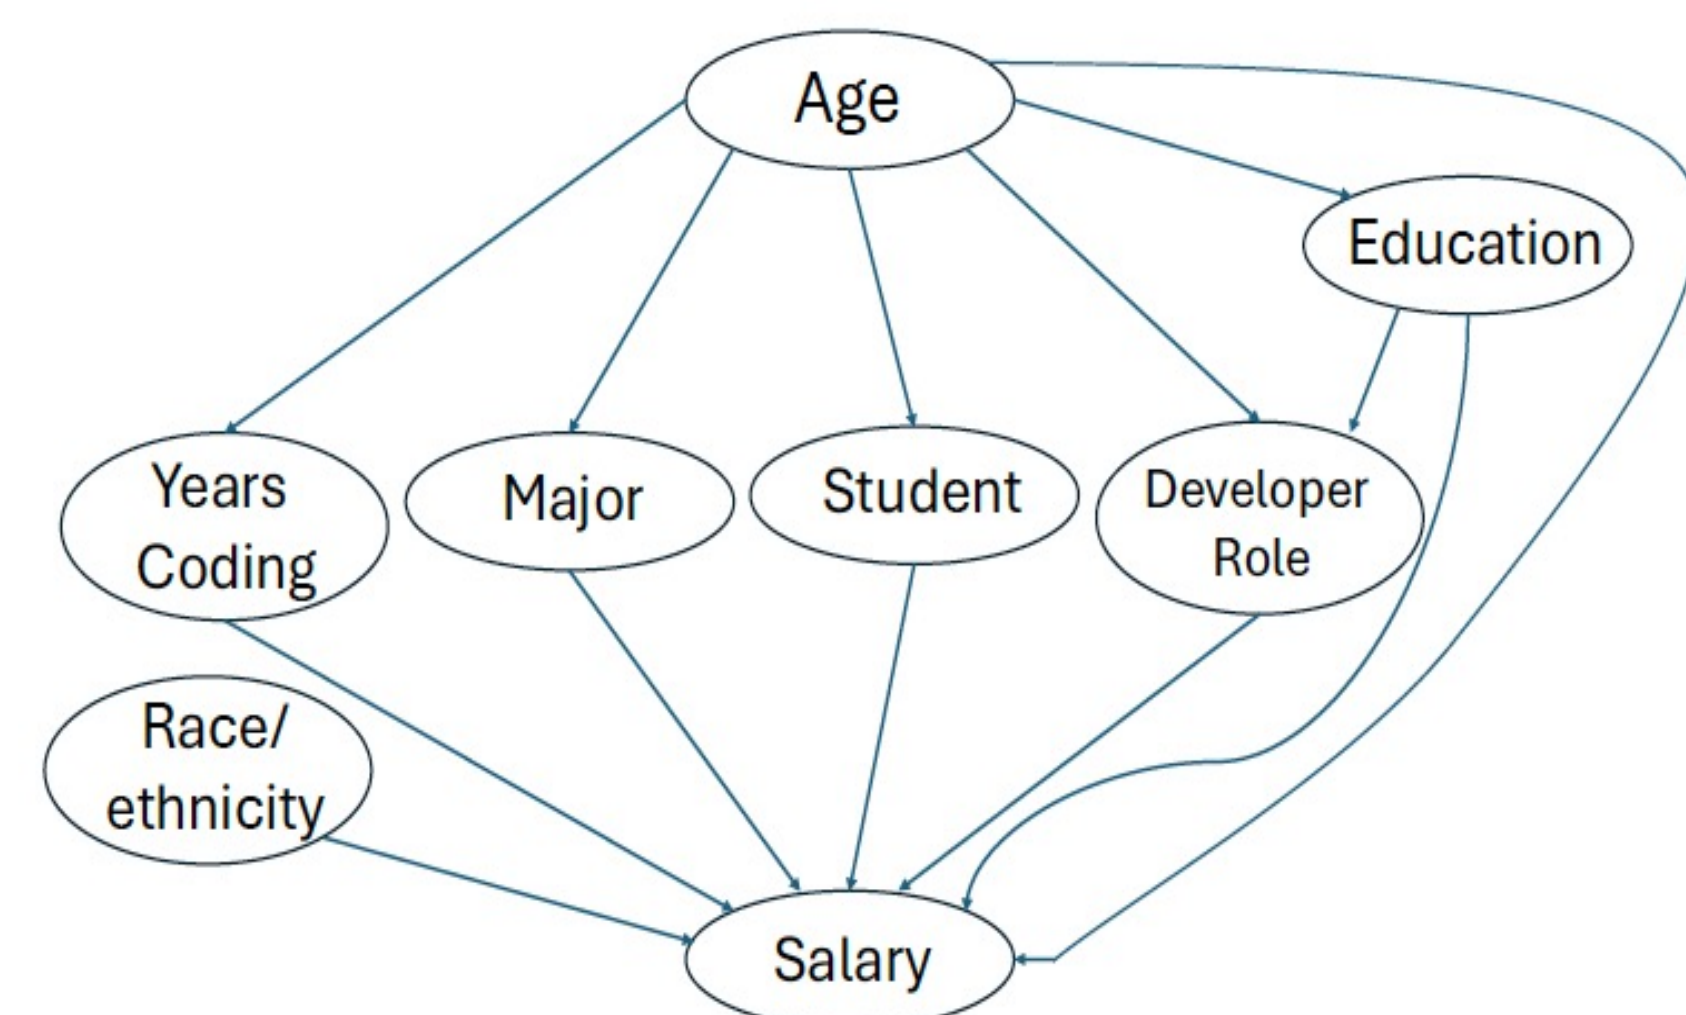 Age
Education
Years
Coding
Major
Student
Developer
Role
Race/
ethnicity
Salary